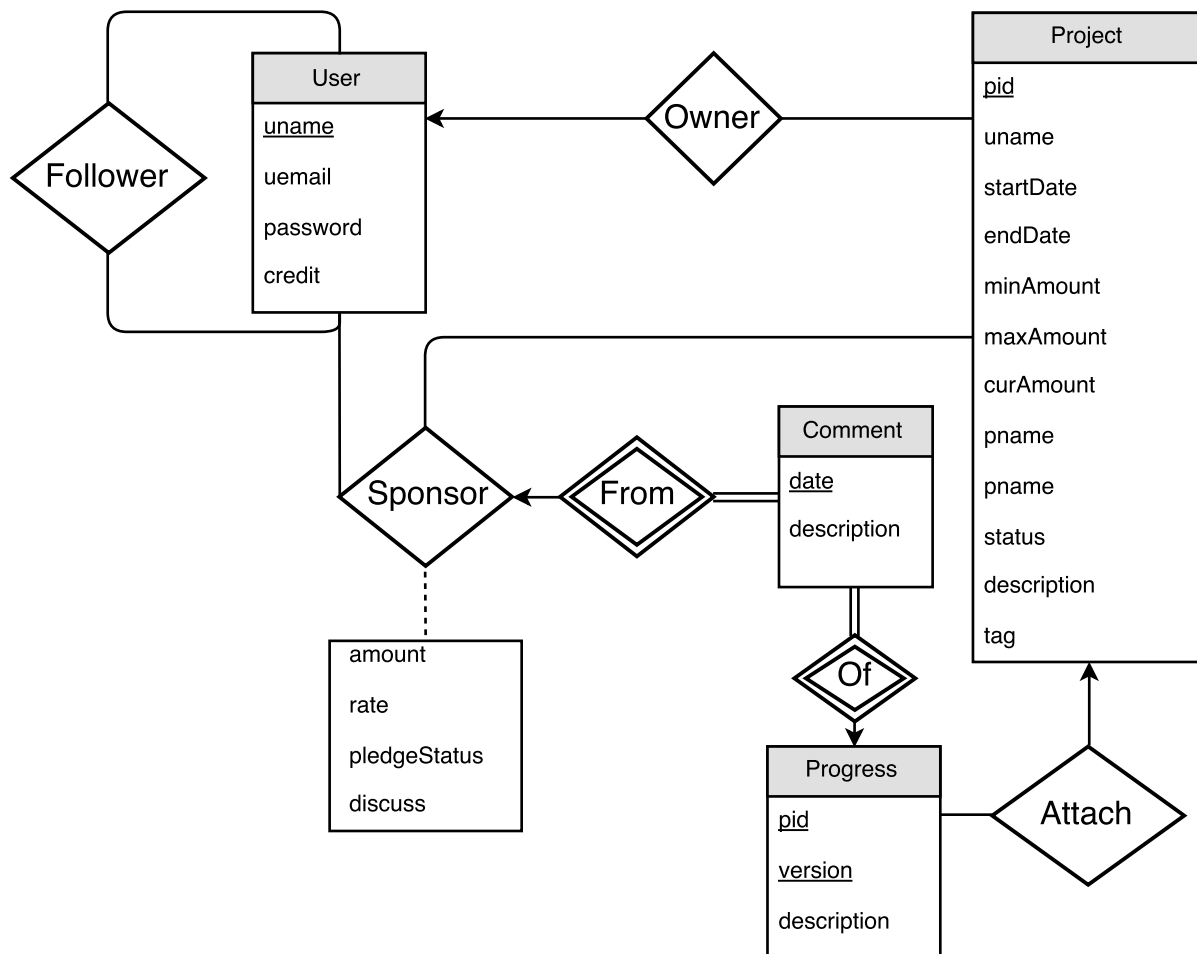 User
uname
uemail
password
credit
Follower
Owner
Project
pid
uname
startDate
endDate
minAmount
maxAmount
curAmount
pname
pname
status
description
tag
Sponsor
From
Comment
date
description
amount
rate
pledgeStatus
discuss
Of
Progress
pid
version
description
Attach